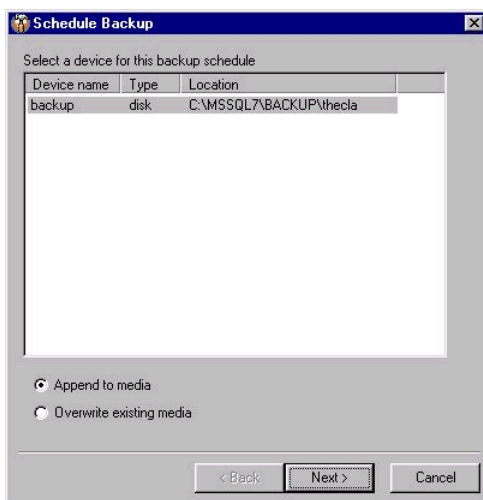 Schedule Backup
Select a device for this backup schedule
Device name Type Location
backup disk C:\MSSQL7\BACKUP\thecla
Append to media
Overwrite existing media
< Back Next > Cancel